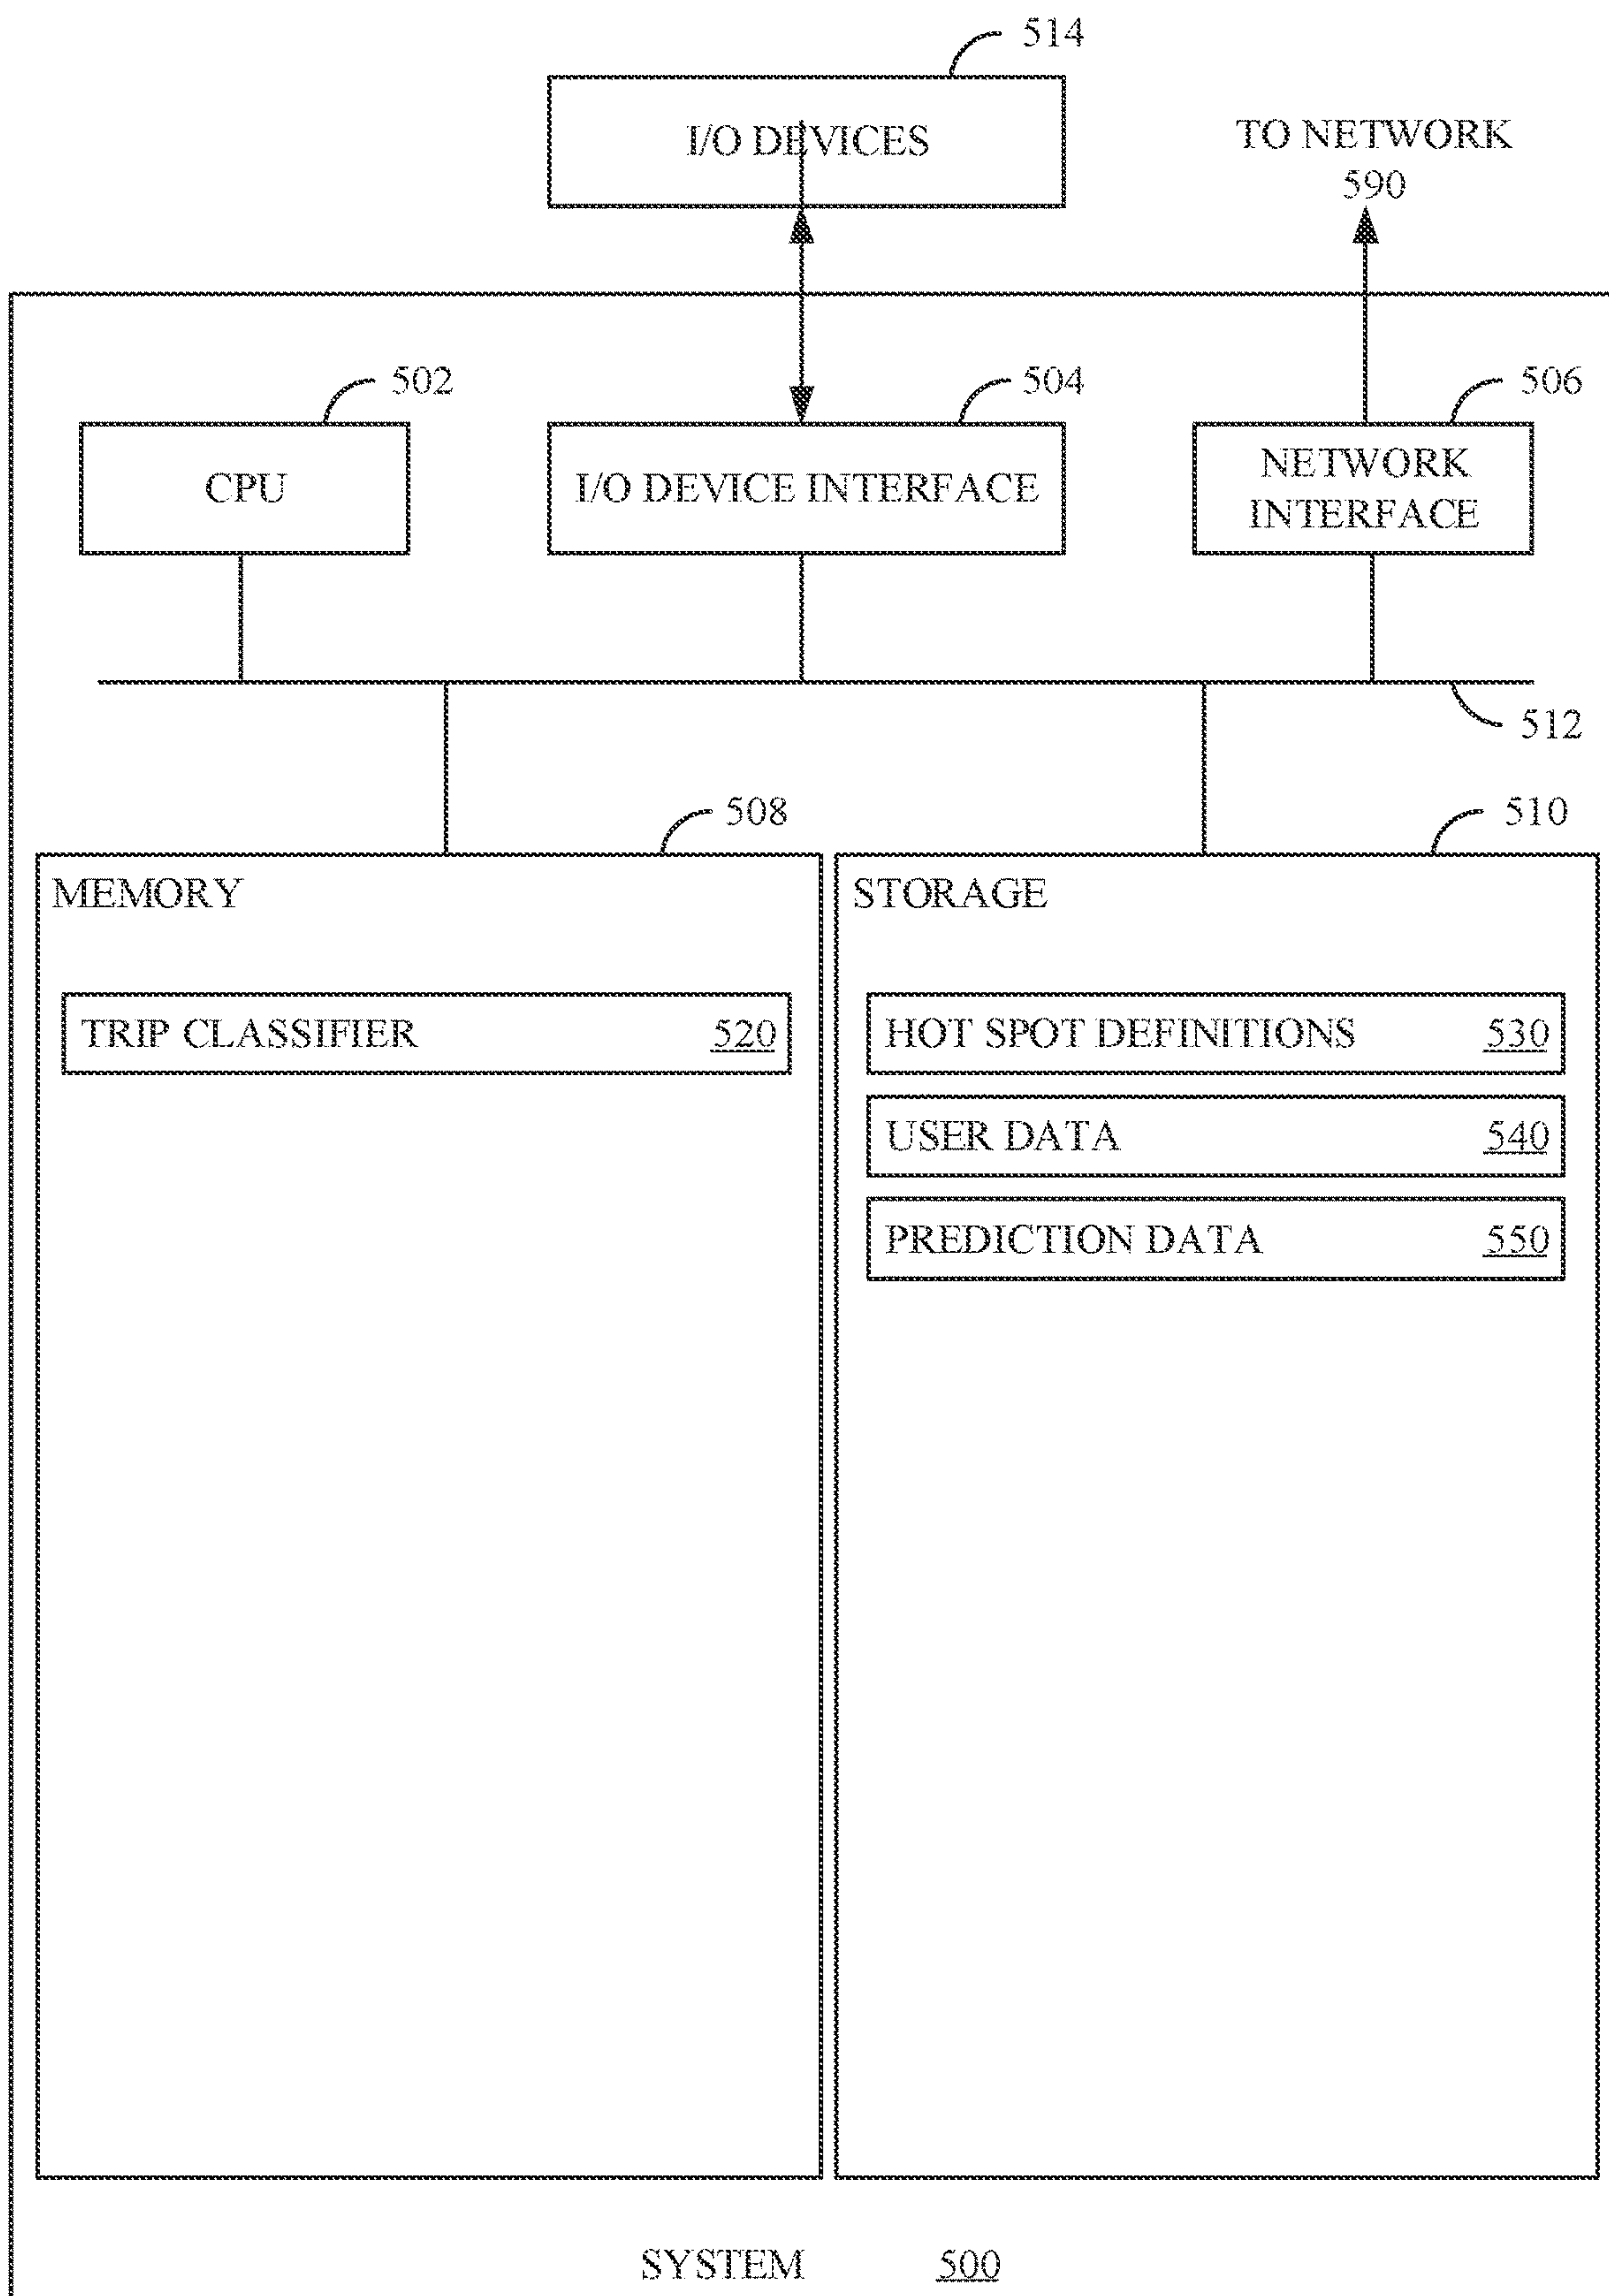 514
I/O DEVICES
TO NETWORK
590
502
504
506
CPU
I/O DEVICE INTERFACE
NETWORK
INTERFACE
512
508
510
MEMORY
STORAGE
TRIP CLASSIFIER 520
HOT SPOT DEFINITIONS 530
USER DATA 540
PREDICTION DATA 550
SYSTEM 500